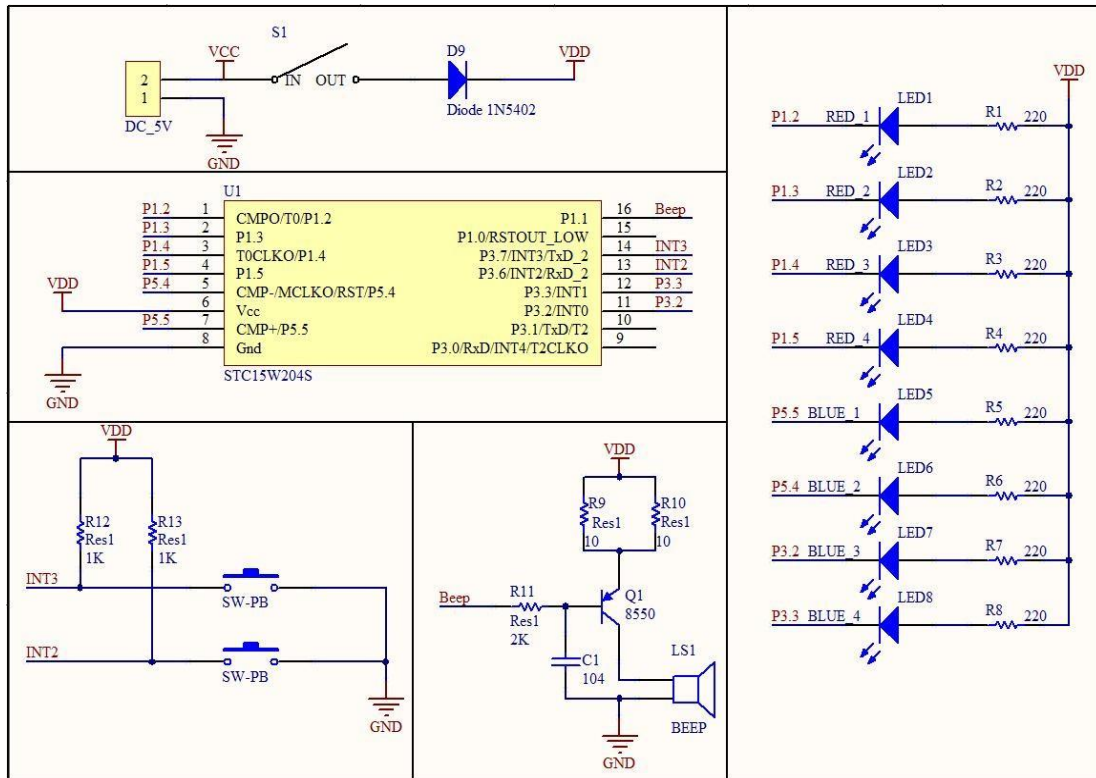 S1
VCC
D9
VDD
2
IN OUT
1
Diode 1N5402
DC_5V
GND
U1
P1.2 1 CMPO/T0/P1.2 P1.1 16 Beep
P1.3 2 P1.3 P1.0/RSTOUT_LOW 15
P1.4 3 T0CLKO/P1.4 P3.7/INT3/TxD_2 14 INT3
P1.5 4 P1.5 P3.6/INT2/RxD_2 13 INT2
P5.4 5 CMP-/MCLKO/RST/P5.4 P3.3/INT1 12 P3.3
VDD 6 Vcc P3.2/INT0 11 P3.2
P5.5 7 CMP+/P5.5 P3.1/TxD/T2 10
8 Gnd P3.0/RxD/INT4/T2CLKO 9
GND
STC15W204S
VDD
R12 R13
Res1 Res1
1K 1K
INT3
SW-PB
INT2
SW-PB
GND
VDD
R9 R10
Res1 Res1
10 10
Beep R11 Q1
Res1 8550
2K
C1
104
LS1
BEEP
GND
VDD
LED1
P1.2 RED_1 R1 220
LED2
P1.3 RED_2 R2 220
LED3
P1.4 RED_3 R3 220
LED4
P1.5 RED_4 R4 220
LED5
P5.5 BLUE_1 R5 220
LED6
P5.4 BLUE_2 R6 220
LED7
P3.2 BLUE_3 R7 220
LED8
P3.3 BLUE_4 R8 220